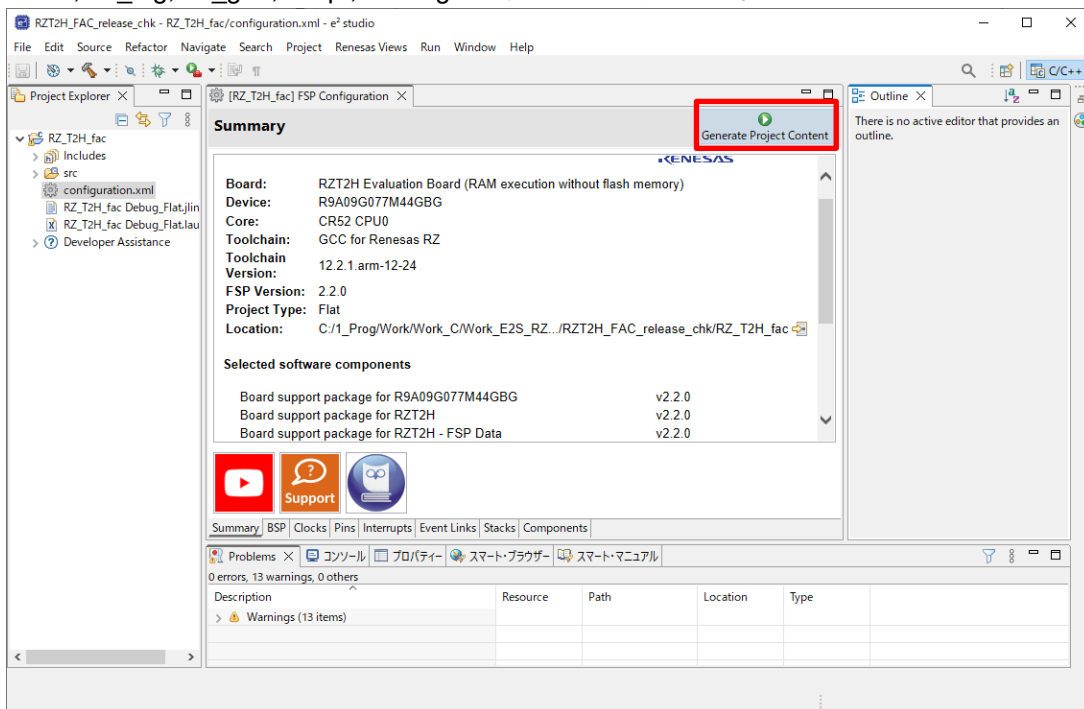 RZT2H_FAC_release_chk - RZ_T2H_fac/configuration.xml - e² studio
File Edit Source Refactor Navigate Search Project Renesas Views Run Window Help
C/C++
Project Explorer
[RZ_T2H_fac] FSP Configuration
Outline
RZ_T2H_fac
Includes
src
configuration.xml
RZ_T2H_fac Debug_Flat.jlin
RZ_T2H_fac Debug_Flat.lau
Developer Assistance
Summary
Generate Project Content
There is no active editor that provides an
outline.
RENESAS
Board: RZT2H Evaluation Board (RAM execution without flash memory)
Device: R9A09G077M44GBG
Core: CR52 CPU0
Toolchain: GCC for Renesas RZ
Toolchain
Version: 12.2.1.arm-12-24
FSP Version: 2.2.0
Project Type: Flat
Location: C:/1_Prog/Work/Work_C/Work_E2S_RZ.../RZT2H_FAC_release_chk/RZ_T2H_fac
Selected software components
Board support package for R9A09G077M44GBG v2.2.0
Board support package for RZT2H v2.2.0
Board support package for RZT2H - FSP Data v2.2.0
Support
Summary BSP Clocks Pins Interrupts Event Links Stacks Components
Problems コンソール プロパティー スマート・ブラウザー スマート・マニュアル
0 errors, 13 warnings, 0 others
Description Resource Path Location Type
Warnings (13 items)